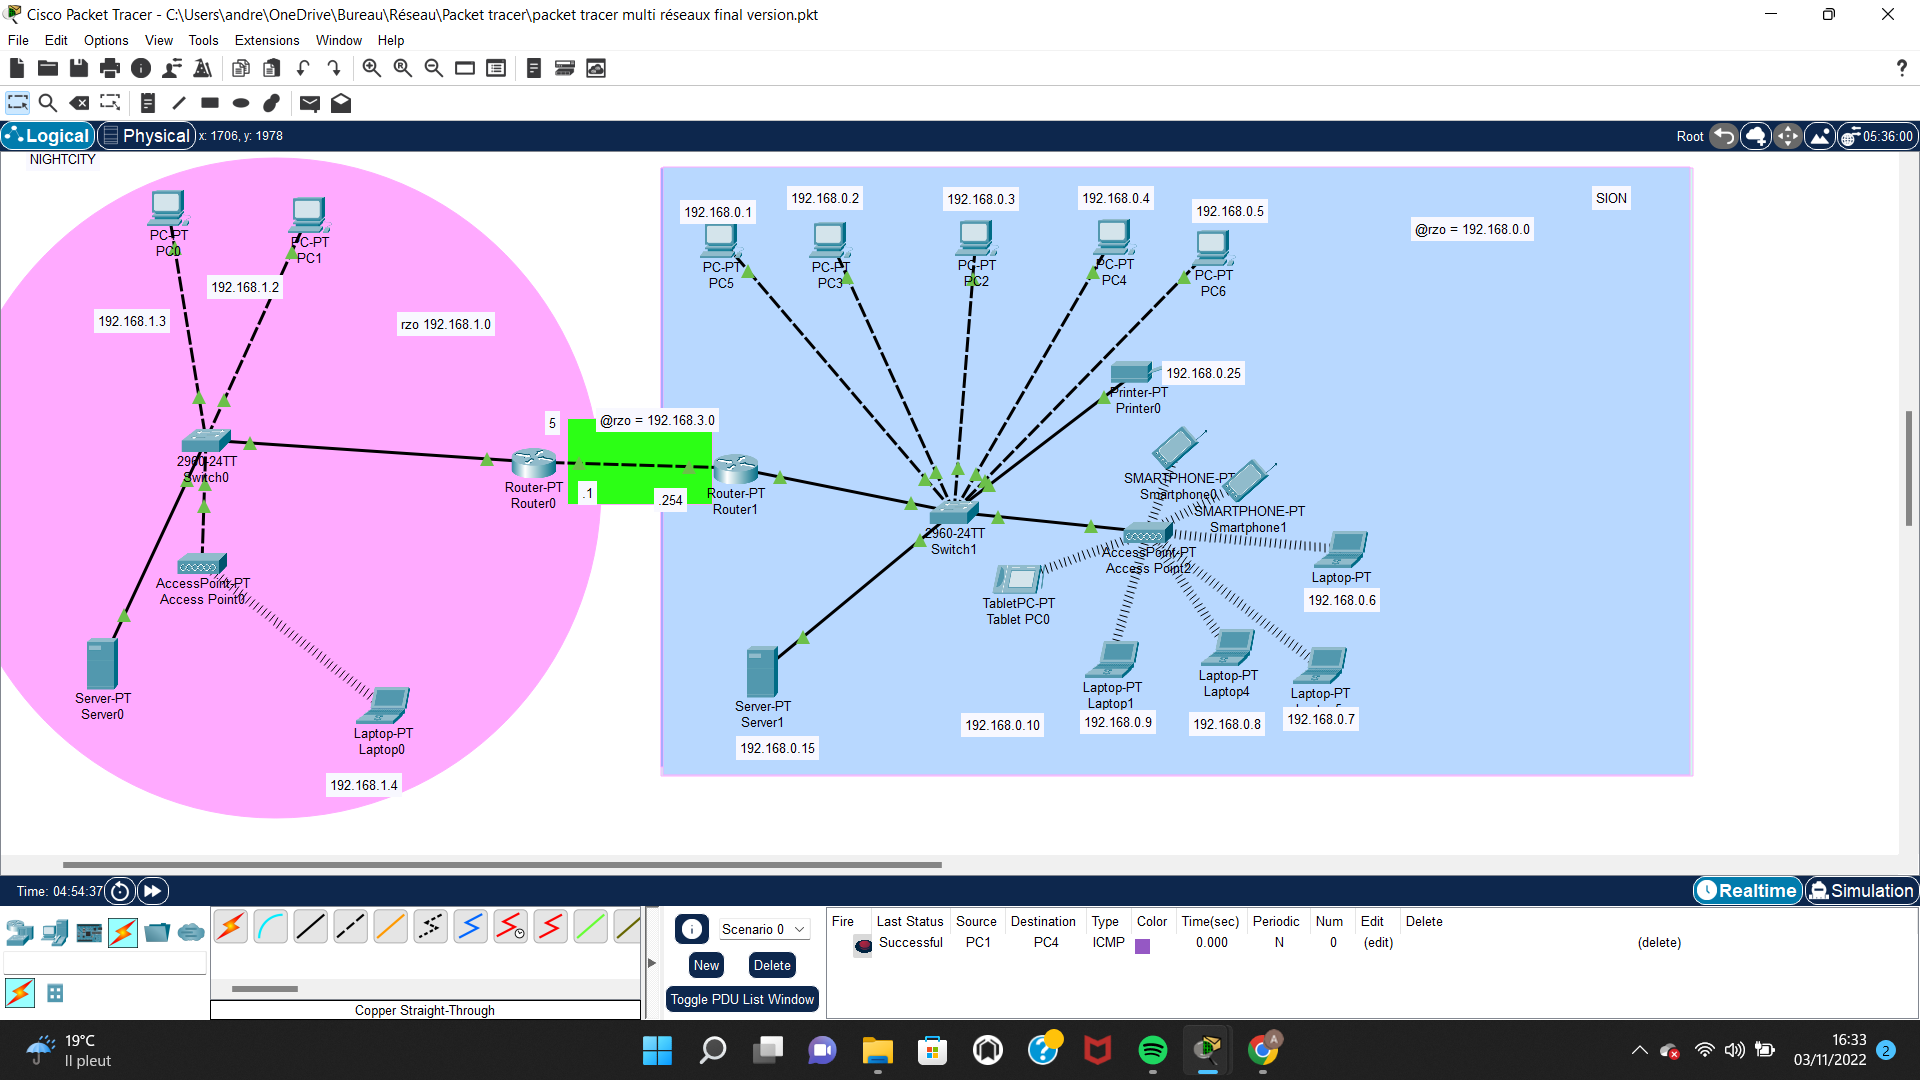 Cisco Packet Tracer - C:\Users\andre\OneDrive\Bureau\Réseau\Packet tracer\packet tracer multi réseaux final version.pkt
File Edit Options View Tools Extensions Window Help
Logical Physical x: 1706, y: 1978 Root 05:36:00
NIGHTCITY
PC-PT
PC0
PC-PT
PC1
192.168.1.2
192.168.1.3
rzo 192.168.1.0
2960-24TT
Switch0
AccessPoint-PT
Access Point0
Server-PT
Server0
Laptop-PT
Laptop0
192.168.1.4
5
@rzo = 192.168.3.0
Router-PT
Router0
.1
.254
Router-PT
Router1
192.168.0.1
192.168.0.2
192.168.0.3
192.168.0.4
192.168.0.5
SION
@rzo = 192.168.0.0
PC-PT
PC5
PC-PT
PC3
PC-PT
PC2
PC-PT
PC4
PC-PT
PC6
192.168.0.25
Printer-PT
Printer0
SMARTPHONE-PT
Smartphone0
SMARTPHONE-PT
Smartphone1
2960-24TT
Switch1
AccessPoint-PT
Access Point2
TabletPC-PT
Tablet PC0
Laptop-PT
192.168.0.6
Laptop-PT
Laptop1
Laptop-PT
Laptop4
Laptop-PT
192.168.0.10
192.168.0.9
192.168.0.8
192.168.0.7
Server-PT
Server1
192.168.0.15
Time: 04:54:37 Realtime Simulation
Scenario 0
New Delete
Toggle PDU List Window
Copper Straight-Through
Fire Last Status Source Destination Type Color Time(sec) Periodic Num Edit Delete
Successful PC1 PC4 ICMP 0.000 N 0 (edit) (delete)
19°C
Il pleut
16:33
03/11/2022
2